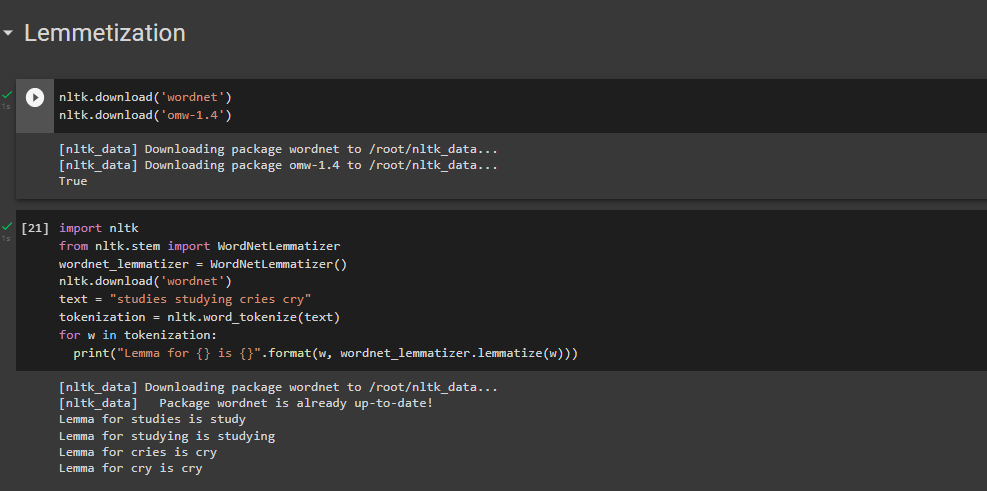 Lemmetization
1s
nltk.download('wordnet')
nltk.download('omw-1.4')
[nltk_data] Downloading package wordnet to /root/nltk_data...
[nltk_data] Downloading package omw-1.4 to /root/nltk_data...
True
1s
[21] import nltk
from nltk.stem import WordNetLemmatizer
wordnet_lemmatizer = WordNetLemmatizer()
nltk.download('wordnet')
text = "studies studying cries cry"
tokenization = nltk.word_tokenize(text)
for w in tokenization:
  print("Lemma for {} is {}".format(w, wordnet_lemmatizer.lemmatize(w)))
[nltk_data] Downloading package wordnet to /root/nltk_data...
[nltk_data]   Package wordnet is already up-to-date!
Lemma for studies is study
Lemma for studying is studying
Lemma for cries is cry
Lemma for cry is cry